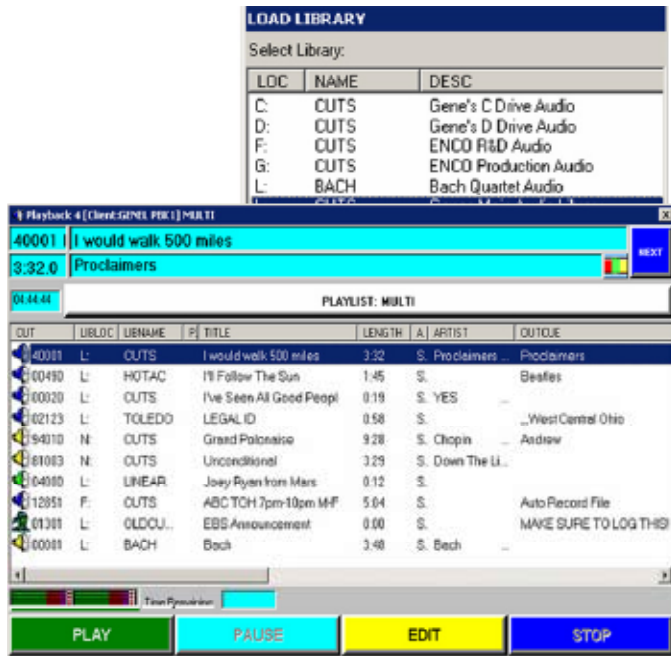 LOAD LIBRARY
Select Library:
LOC NAME DESC
C: CUTS Gene's C Drive Audio
D: CUTS Gene's D Drive Audio
F: CUTS ENCO R&D Audio
G: CUTS ENCO Production Audio
L: BACH Bach Quartet Audio
Playback 4 [Client:GENEL PBK1] MULTI
40001 I would walk 500 miles
NEXT
3:32.0 Proclaimers
04:44:44 PLAYLIST: MULTI
CUT LIBLOC LIBNAME P TITLE LENGTH A ARTIST OUTCUE
40001 L: CUTS I would walk 500 miles 3:32 S. Proclaimers ... Proclaimers
00490 L: HOTAC I'll Follow The Sun 1:45 S. Beatles
00020 L: CUTS I've Seen All Good Peopl 0:19 S. YES ...
02123 L: TOLEDO LEGAL ID 0:58 S. ,,West Central Ohio
94010 N: CUTS Grand Polonaise 9:28 S. Chopin ... Andrew
81003 N: CUTS Unconditional 3:29 S. Down The Li...
04000 L: LINEAR Joey Ryan from Mars 0:12 S.
12851 F: CUTS ABC TOH 7pm-10pm M-F 5:04 S. Auto Record File
01301 L: OLDCU... EBS Announcement 0:00 S. MAKE SURE TO LOG THIS!
00001 L: BACH Bach 3:48 S. Bach ...
Time Remaining:
PLAY PAUSE EDIT STOP